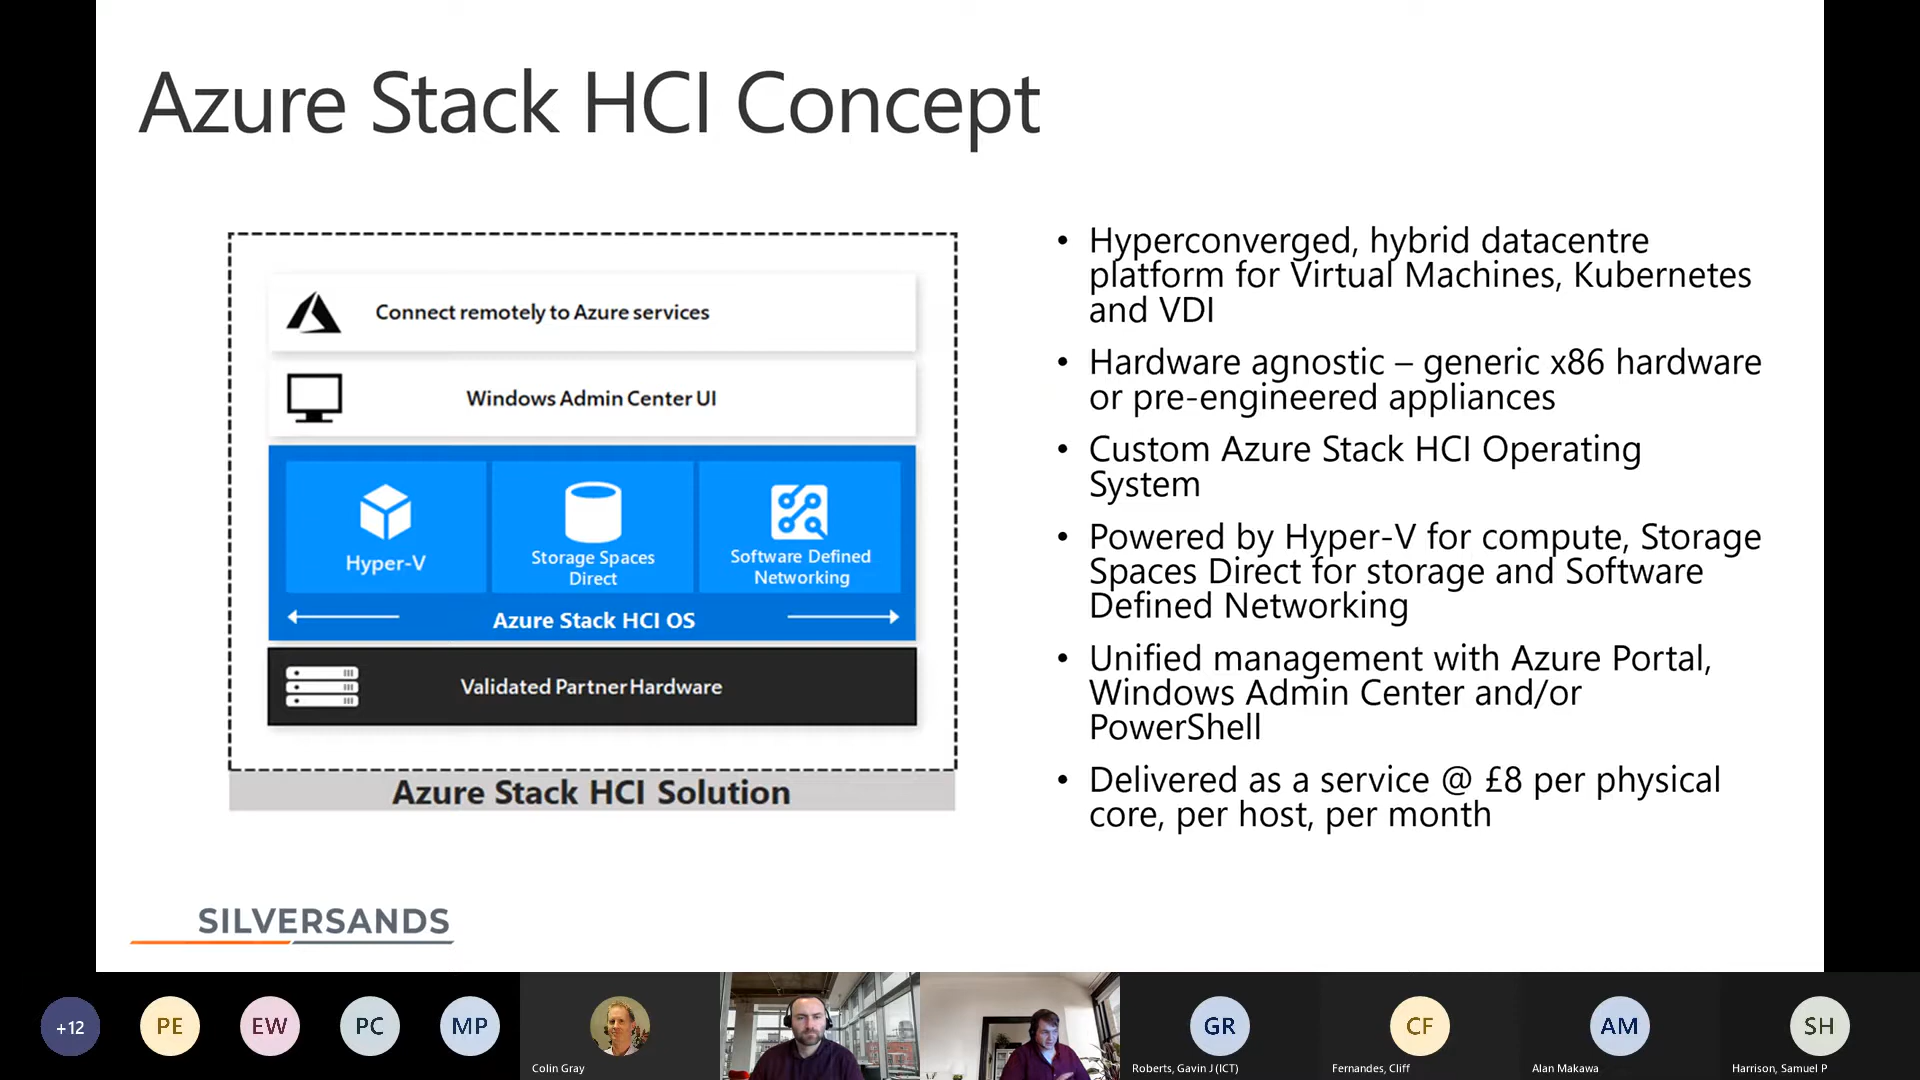 Azure Stack HCI Concept
Connect remotely to Azure services
Windows Admin Center UI
Hyper-V
Storage Spaces
Direct
Software Defined
Networking
Azure Stack HCI OS
Validated Partner Hardware
Azure Stack HCI Solution
• Hyperconverged, hybrid datacentre
platform for Virtual Machines, Kubernetes
and VDI
• Hardware agnostic – generic x86 hardware
or pre-engineered appliances
• Custom Azure Stack HCI Operating
System
• Powered by Hyper-V for compute, Storage
Spaces Direct for storage and Software
Defined Networking
• Unified management with Azure Portal,
Windows Admin Center and/or
PowerShell
• Delivered as a service @ £8 per physical
core, per host, per month
SILVERSANDS
+12
PE
EW
PC
MP
Colin Gray
GR
Roberts, Gavin J (ICT)
CF
Fernandes, Cliff
AM
Alan Makawa
SH
Harrison, Samuel P